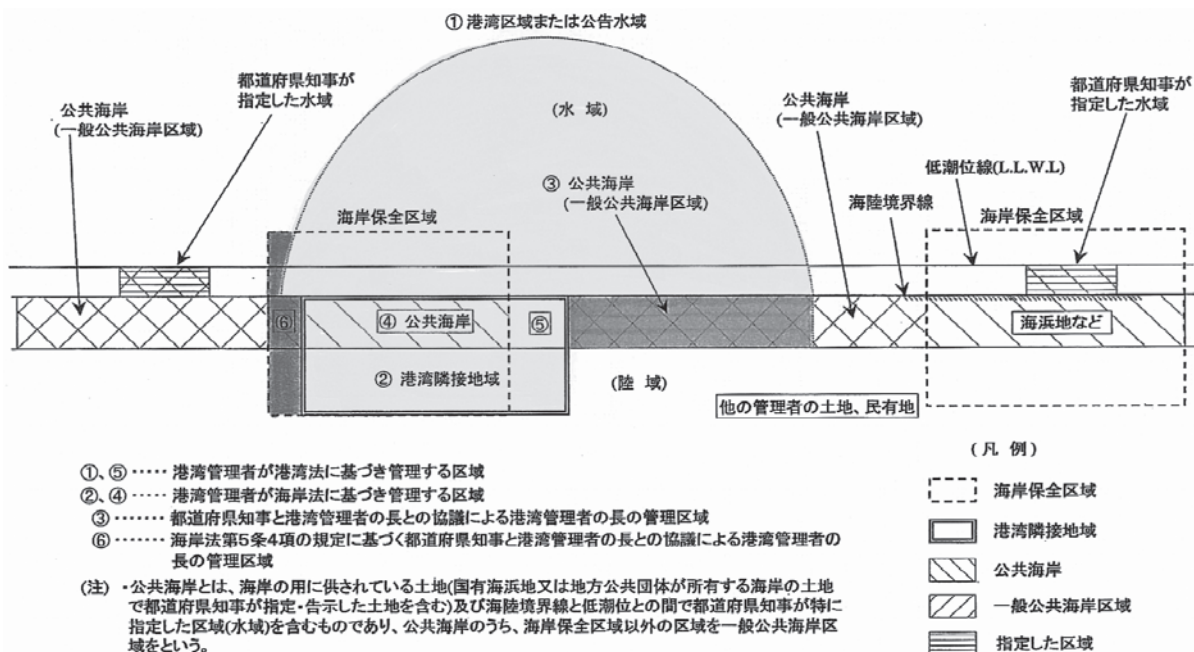 ① 港湾区域または公告水域
都道府県知事が
指定した水域
公共海岸
(一般公共海岸区域)
(水 域)
公共海岸
(一般公共海岸区域)
都道府県知事が
指定した水域
③ 公共海岸
(一般公共海岸区域)
低潮位線(L.L.W.L)
海陸境界線
海岸保全区域
海岸保全区域
⑥
④ 公共海岸
⑤
海浜地など
② 港湾隣接地域
(陸 域)
他の管理者の土地、民有地
①、⑤ ‥‥‥ 港湾管理者が港湾法に基づき管理する区域
②、④ ‥‥‥ 港湾管理者が海岸法に基づき管理する区域
③ ‥‥‥‥ 都道府県知事と港湾管理者の長との協議による港湾管理者の長の管理区域
⑥ ‥‥‥‥ 海岸法第5条4項の規定に基づく都道府県知事と港湾管理者の長との協議による港湾管理者の
長の管理区域
(注) ・公共海岸とは、海岸の用に供されている土地(国有海浜地又は地方公共団体が所有する海岸の土地
で都道府県知事が指定・告示した土地を含む)及び海陸境界線と低潮位との間で都道府県知事が特に
指定した区域(水域)を含むものであり、公共海岸のうち、海岸保全区域以外の区域を一般公共海岸区
域をという。
(凡 例)
海岸保全区域
港湾隣接地域
公共海岸
一般公共海岸区域
指定した区域